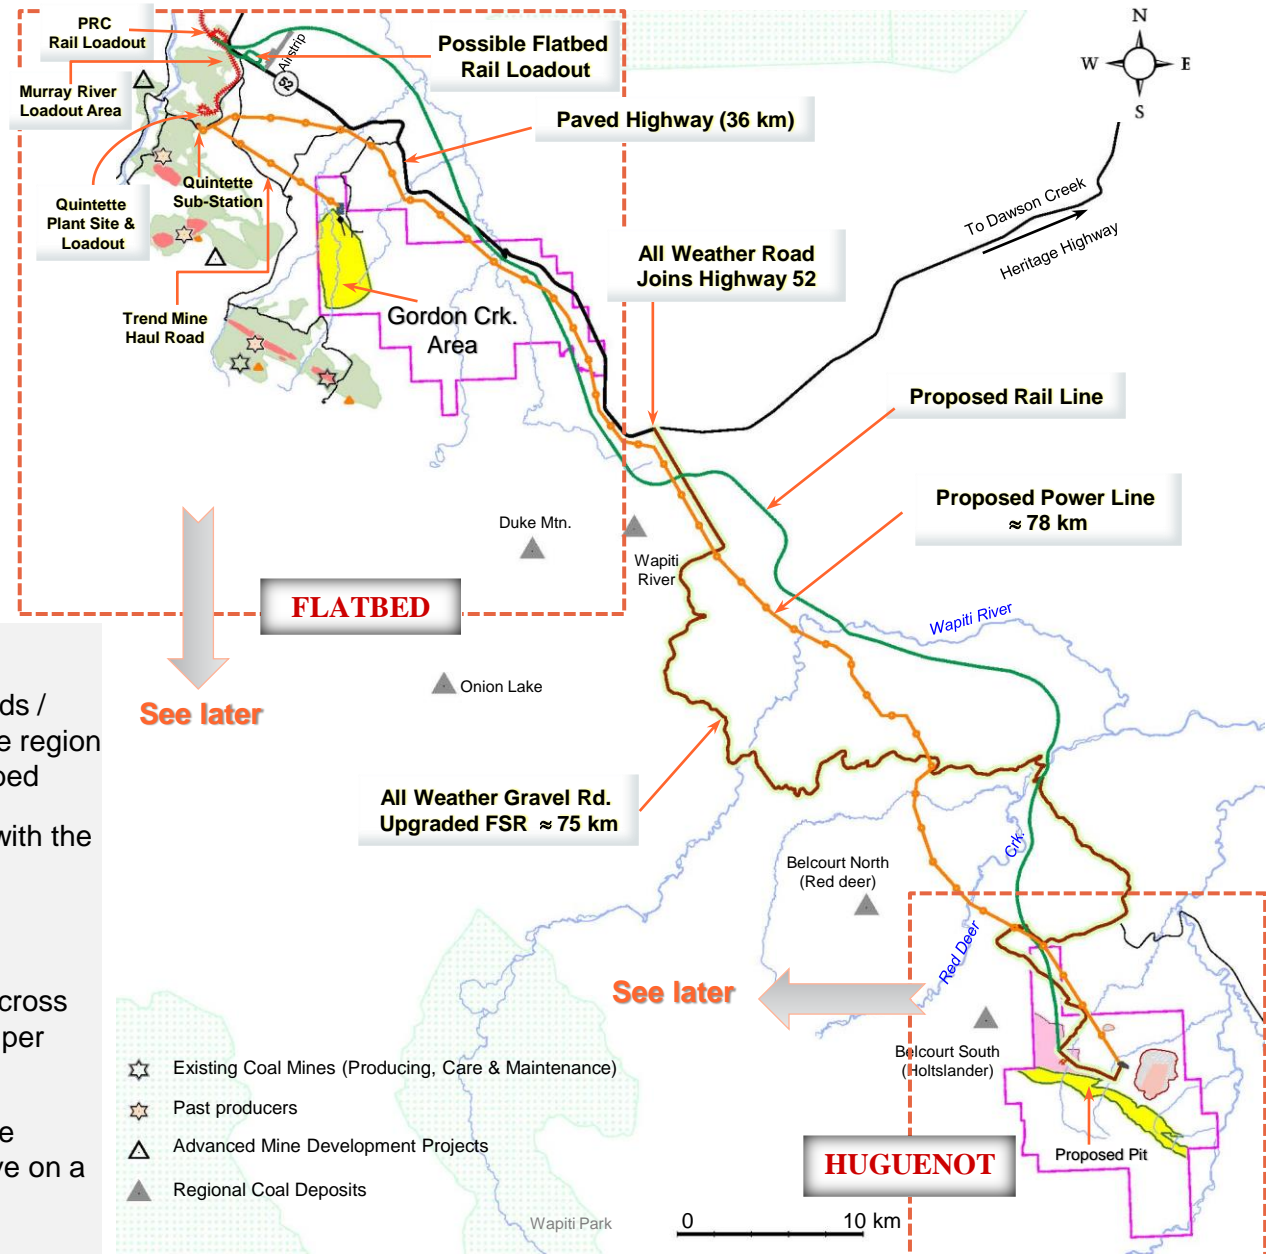 PRC
Rail Loadout
Murray River
Loadout Area
Airstrip
52
Possible Flatbed
Rail Loadout
Paved Highway (36 km)
N
W
E
S
Quintette
Sub-Station
Quintette
Plant Site &
Loadout
Trend Mine
Haul Road
Gordon Crk.
Area
All Weather Road
Joins Highway 52
To Dawson Creek
Heritage Highway
Proposed Rail Line
Proposed Power Line
≈ 78 km
Duke Mtn.
Wapiti
River
FLATBED
Wapiti River
See later
Onion Lake
ds /
e region
bed
with the
cross
per
e
ve on a
All Weather Gravel Rd.
Upgraded FSR ≈ 75 km
Belcourt North
(Red deer)
Red Deer
Crk.
See later
Belcourt South
(Holtslander)
Existing Coal Mines (Producing, Care & Maintenance)
Past producers
Advanced Mine Development Projects
Regional Coal Deposits
Wapiti Park
HUGUENOT
Proposed Pit
0
10 km